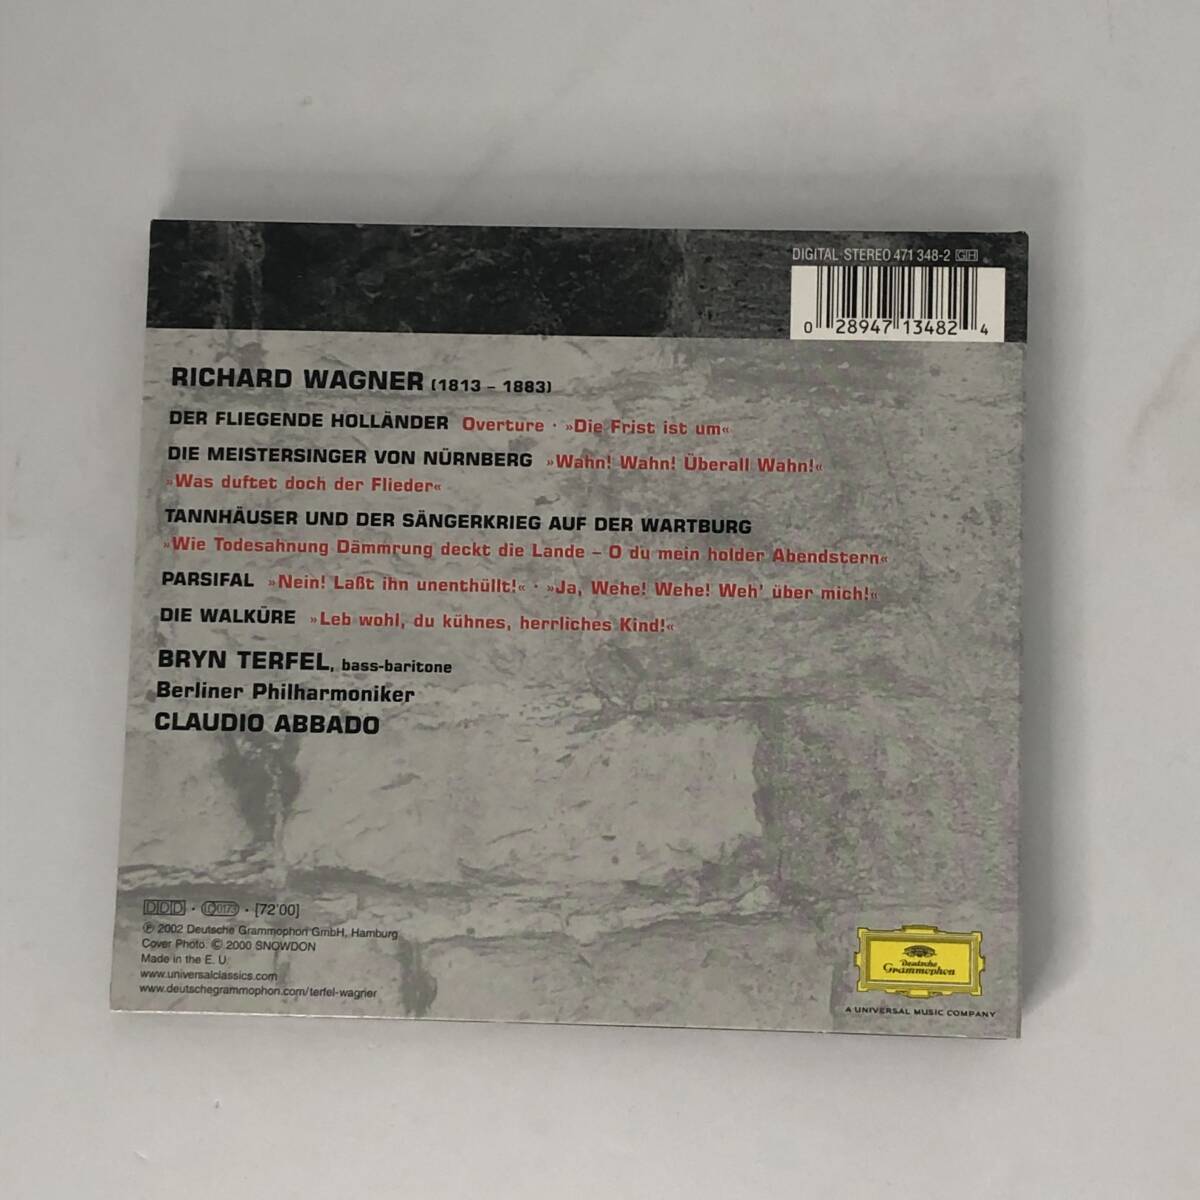 DIGITAL STEREO 471 348-2 GH
0 28947 13482 4
RICHARD WAGNER (1813 – 1883)
DER FLIEGENDE HOLLÄNDER Overture · »Die Frist ist um«
DIE MEISTERSINGER VON NÜRNBERG »Wahn! Wahn! Überall Wahn!«
»Was duftet doch der Flieder«
TANNHÄUSER UND DER SÄNGERKRIEG AUF DER WARTBURG
»Wie Todesahnung Dämmrung deckt die Lande – O du mein holder Abendstern«
PARSIFAL »Nein! Laßt ihn unenthüllt!« · »Ja, Wehe! Wehe! Weh' über mich!«
DIE WALKÜRE »Leb wohl, du kühnes, herrliches Kind!«
BRYN TERFEL, bass-baritone
Berliner Philharmoniker
CLAUDIO ABBADO
DDD · LC0173 · [72'00]
℗ 2002 Deutsche Grammophon GmbH, Hamburg
Cover Photo: © 2000 SNOWDON
Made in the E. U.
www.universalclassics.com
www.deutschegrammophon.com/terfel-wagner
Deutsche
Grammophon
A UNIVERSAL MUSIC COMPANY